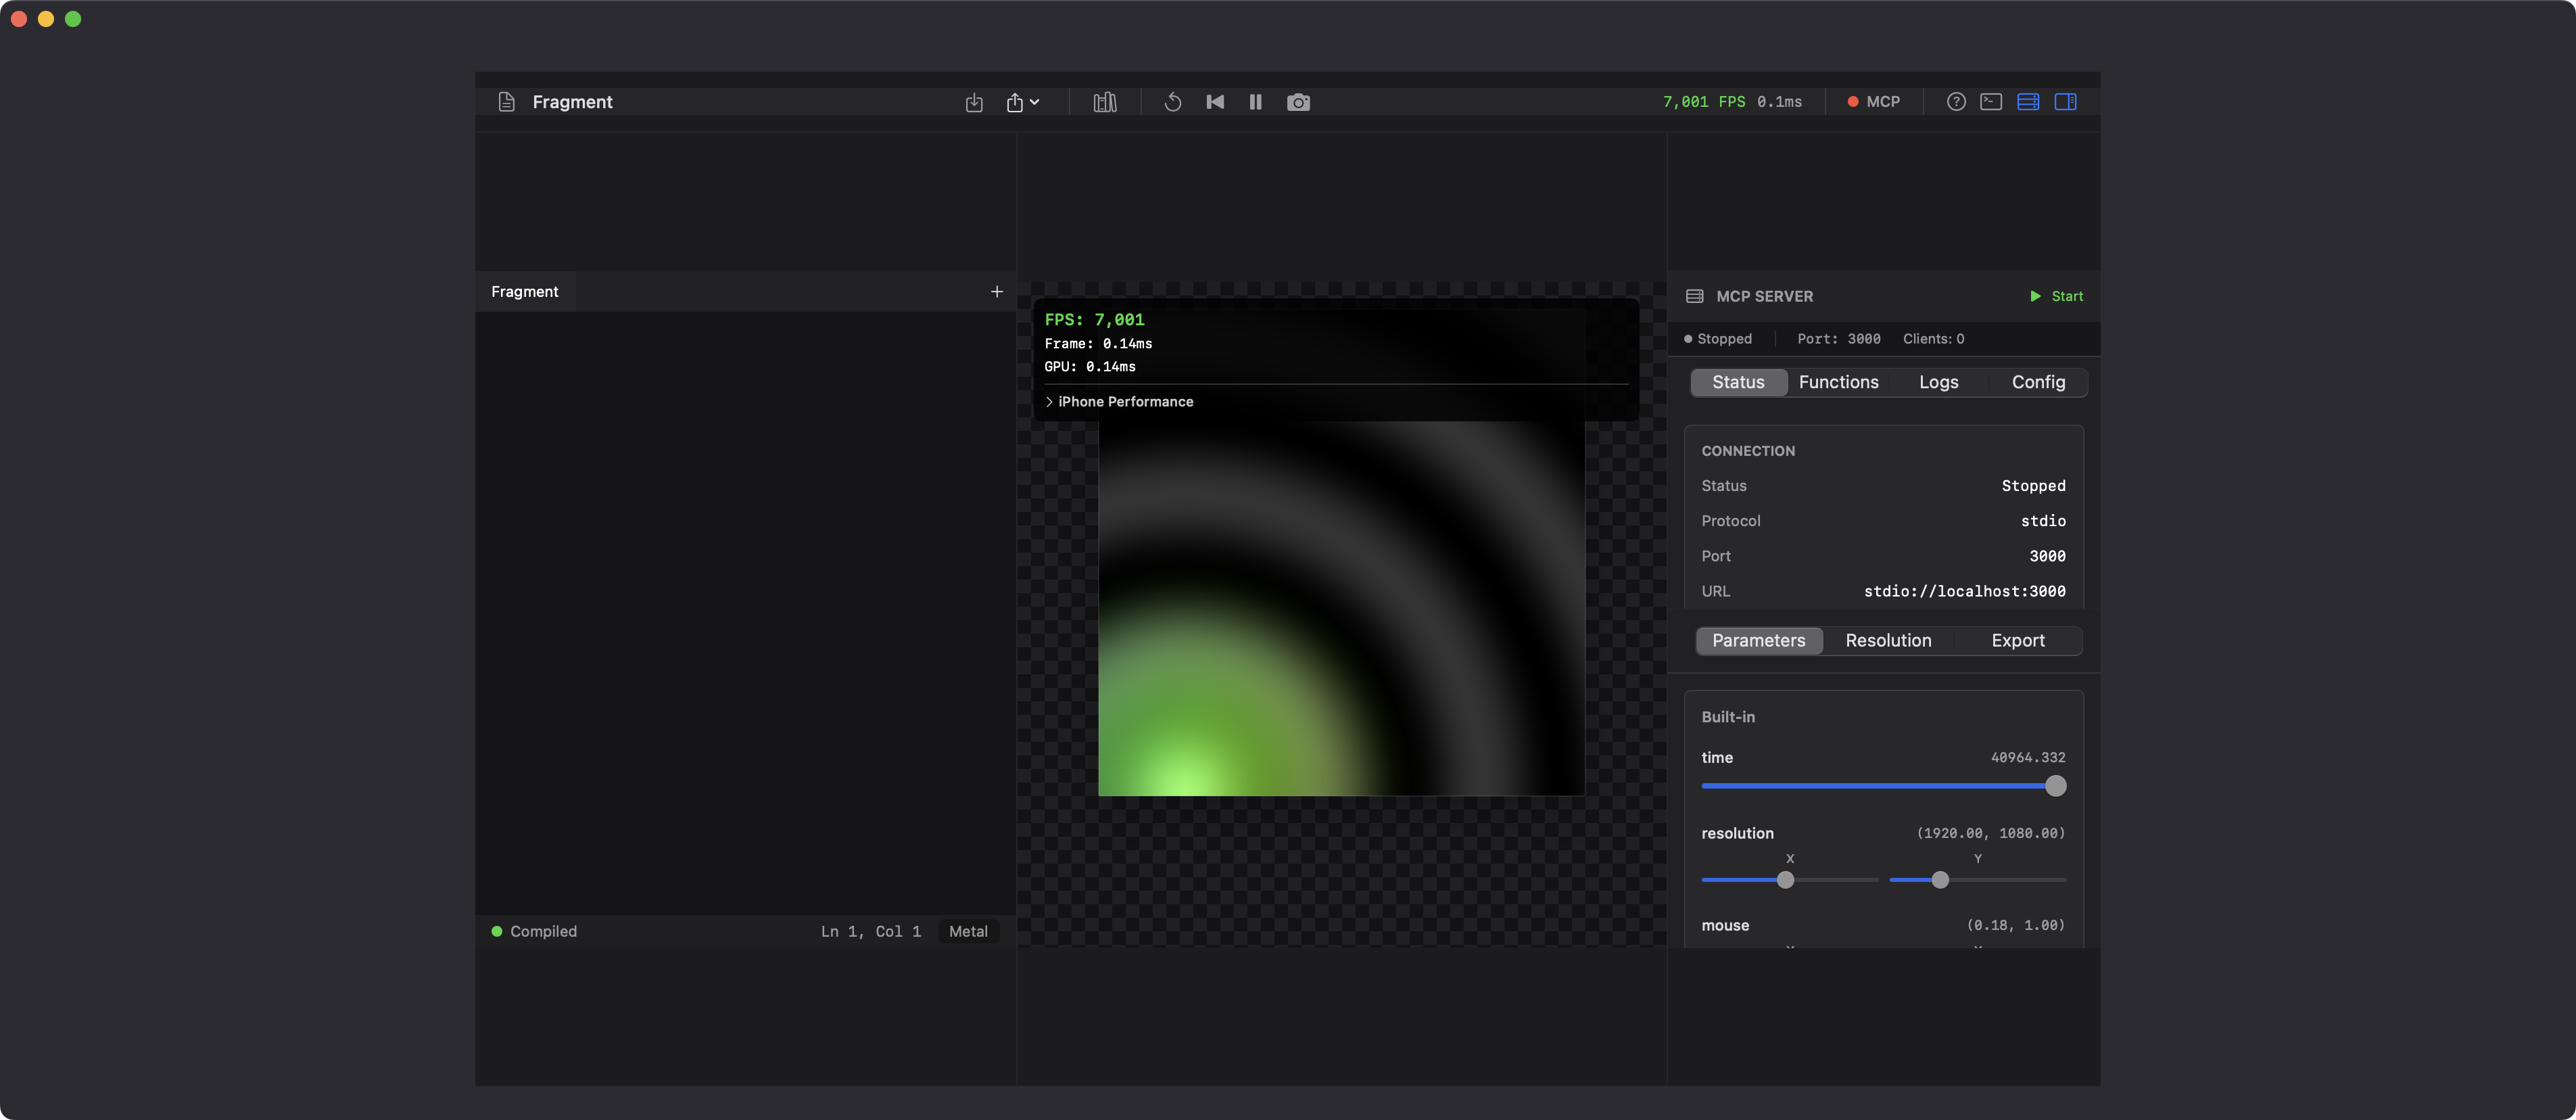 Fragment
7,001 FPS 0.1ms
MCP
Fragment
FPS: 7,001
Frame: 0.14ms
GPU: 0.14ms
iPhone Performance
Compiled
Ln 1, Col 1
Metal
MCP SERVER
Start
Stopped
Port: 3000
Clients: 0
Status
Functions
Logs
Config
CONNECTION
Status
Stopped
Protocol
stdio
Port
3000
URL
stdio://localhost:3000
Parameters
Resolution
Export
Built-in
time
40964.332
resolution
(1920.00, 1080.00)
X
Y
mouse
(0.18, 1.00)